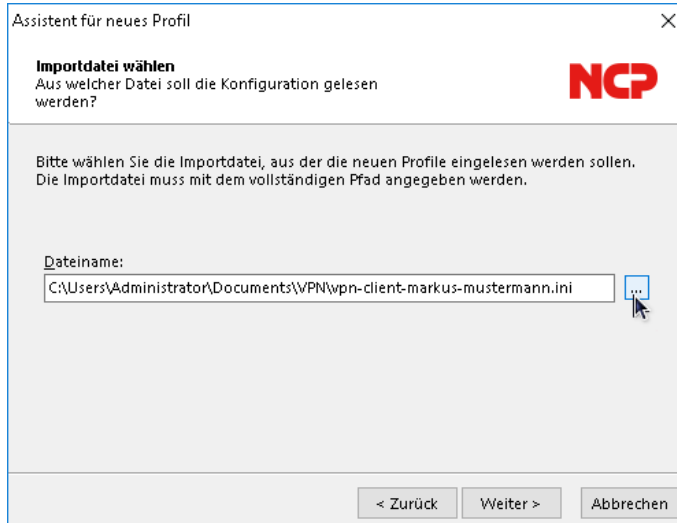 Assistent für neues Profil
Importdatei wählen
Aus welcher Datei soll die Konfiguration gelesen
werden?
NCP
Bitte wählen Sie die Importdatei, aus der die neuen Profile eingelesen werden sollen.
Die Importdatei muss mit dem vollständigen Pfad angegeben werden.
Dateiname:
C:\Users\Administrator\Documents\VPN\vpn-client-markus-mustermann.ini
...
< Zurück
Weiter >
Abbrechen